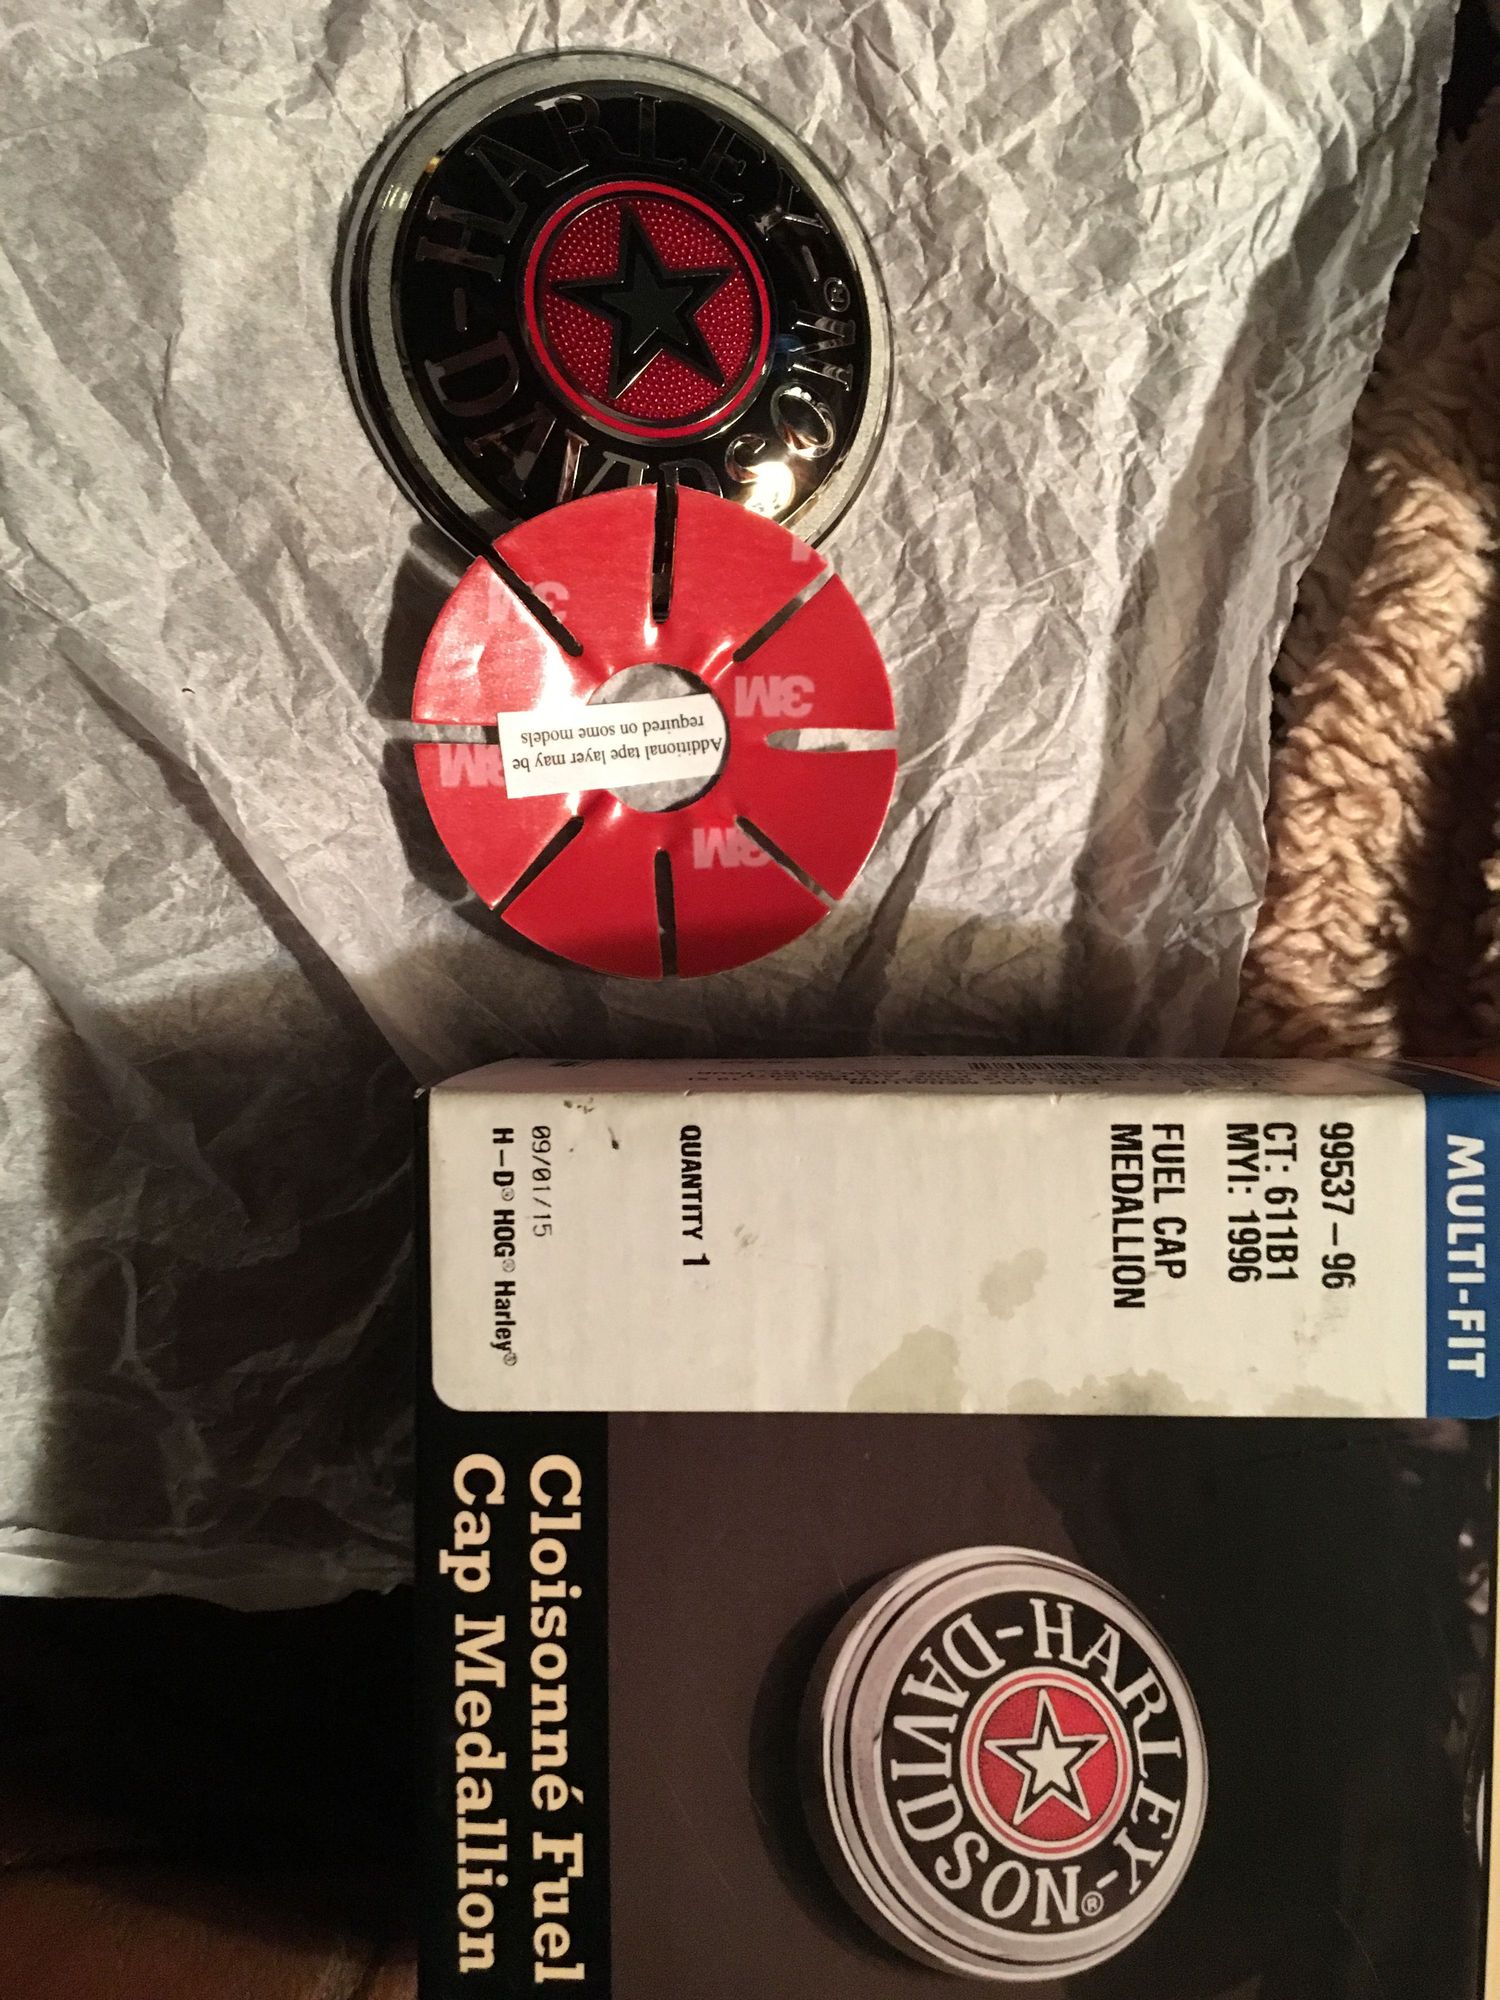 HARLEY-
DAVIDSON®
3M
3M
3M
3M
Additional tape layer may be
required on some models
MULTI-FIT
99537-96
CT: 611B1
MYI: 1996
FUEL CAP
MEDALLION
QUANTITY 1
09/01/15
H-D® HOG® Harley®
HARLEY-
DAVIDSON®
Cloisonné Fuel
Cap Medallion